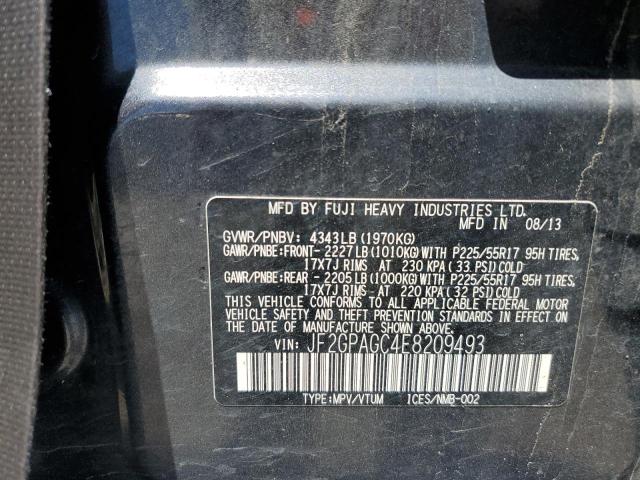 MFD BY FUJI HEAVY INDUSTRIES LTD.
MFD IN 08/13
GVWR/PNBV: 4343LB (1970KG)
GAWR/PNBE:FRONT- 2227LB (1010KG) WITH P225/55R17 95H TIRES,
17X7J RIMS - AT 230 KPA (33 PSI) COLD
GAWR/PNBE:REAR - 2205LB (1000KG) WITH P225/55R17 95H TIRES,
17X7J RIMS - AT 220 KPA (32 PSI) COLD
THIS VEHICLE CONFORMS TO ALL APPLICABLE FEDERAL MOTOR
VEHICLE SAFETY AND THEFT PREVENTION STANDARDS IN EFFECT
ON THE DATE OF MANUFACTURE SHOWN ABOVE.
VIN: JF2GPAGC4E8209493
TYPE:MPV/VTUM ICES/NMB-002